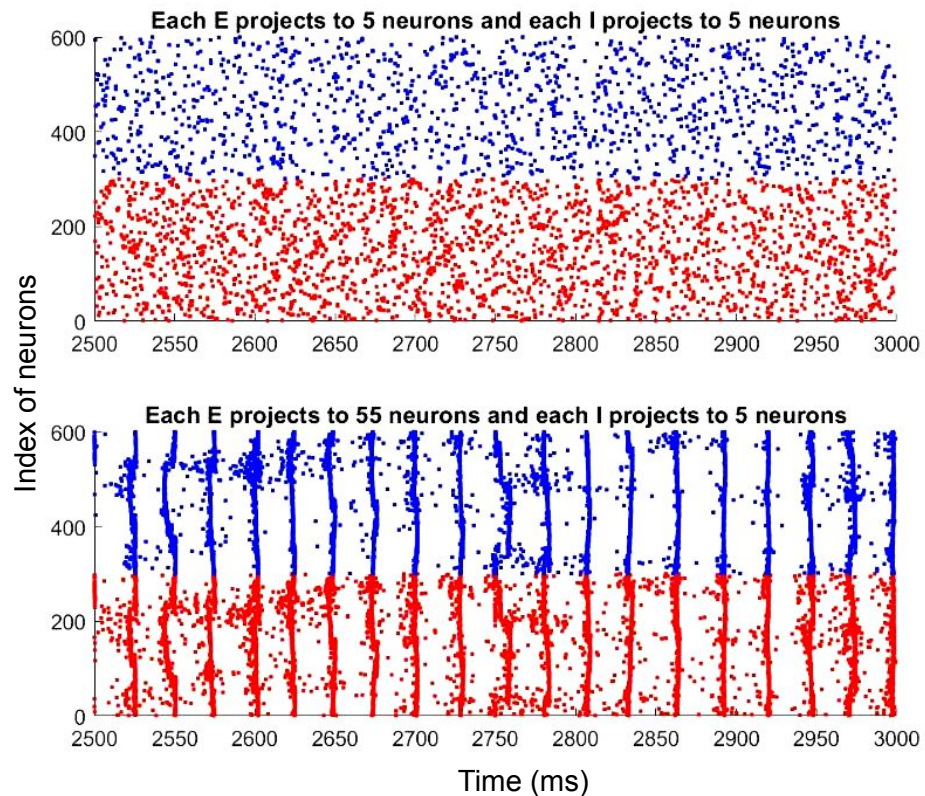 Each E projects to 5 neurons and each I projects to 5 neurons
600
400
200
0
2500 2550 2600 2650 2700 2750 2800 2850 2900 2950 3000
Index of neurons
Each E projects to 55 neurons and each I projects to 5 neurons
600
400
200
0
2500 2550 2600 2650 2700 2750 2800 2850 2900 2950 3000
Time (ms)